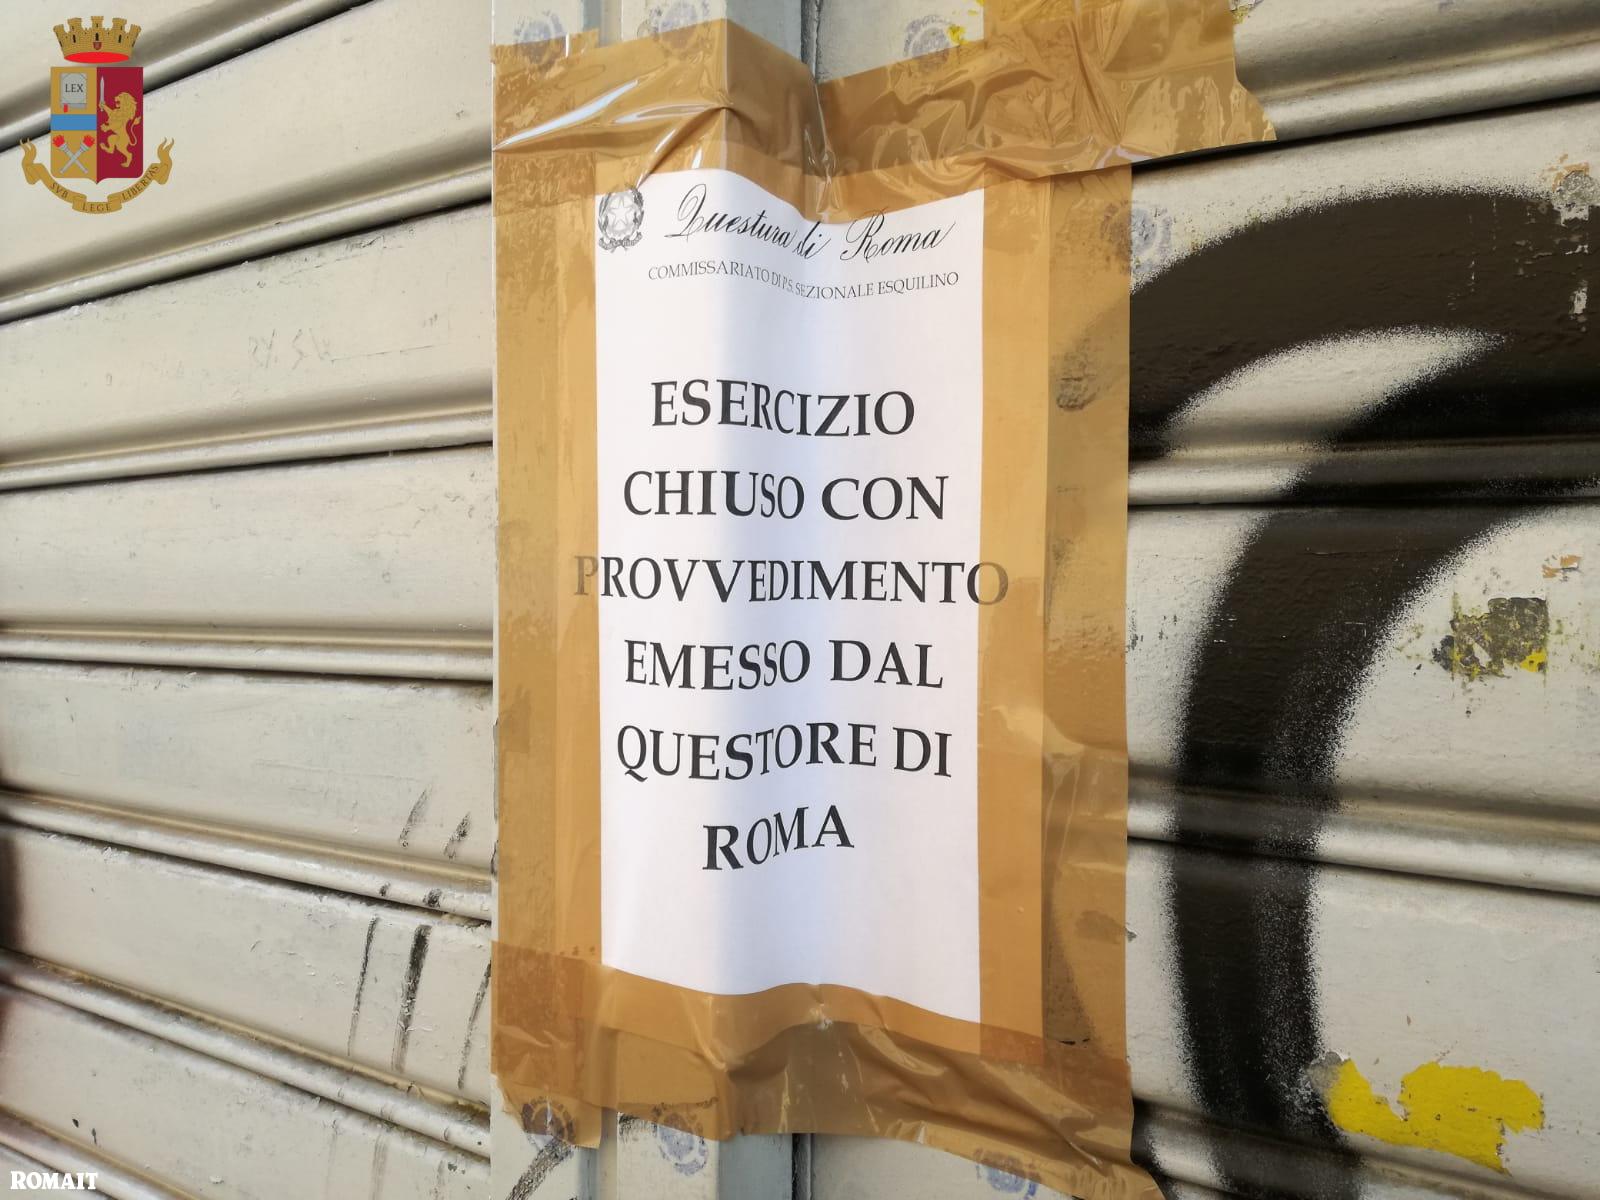 LEX
SVB LEGE LIBERTAS
Questura di Roma
COMMISSARIATO DI P.S. SEZIONALE ESQUILINO
ESERCIZIO
CHIUSO CON
PROVVEDIMENTO
EMESSO DAL
QUESTORE DI
ROMA
ROMAIT